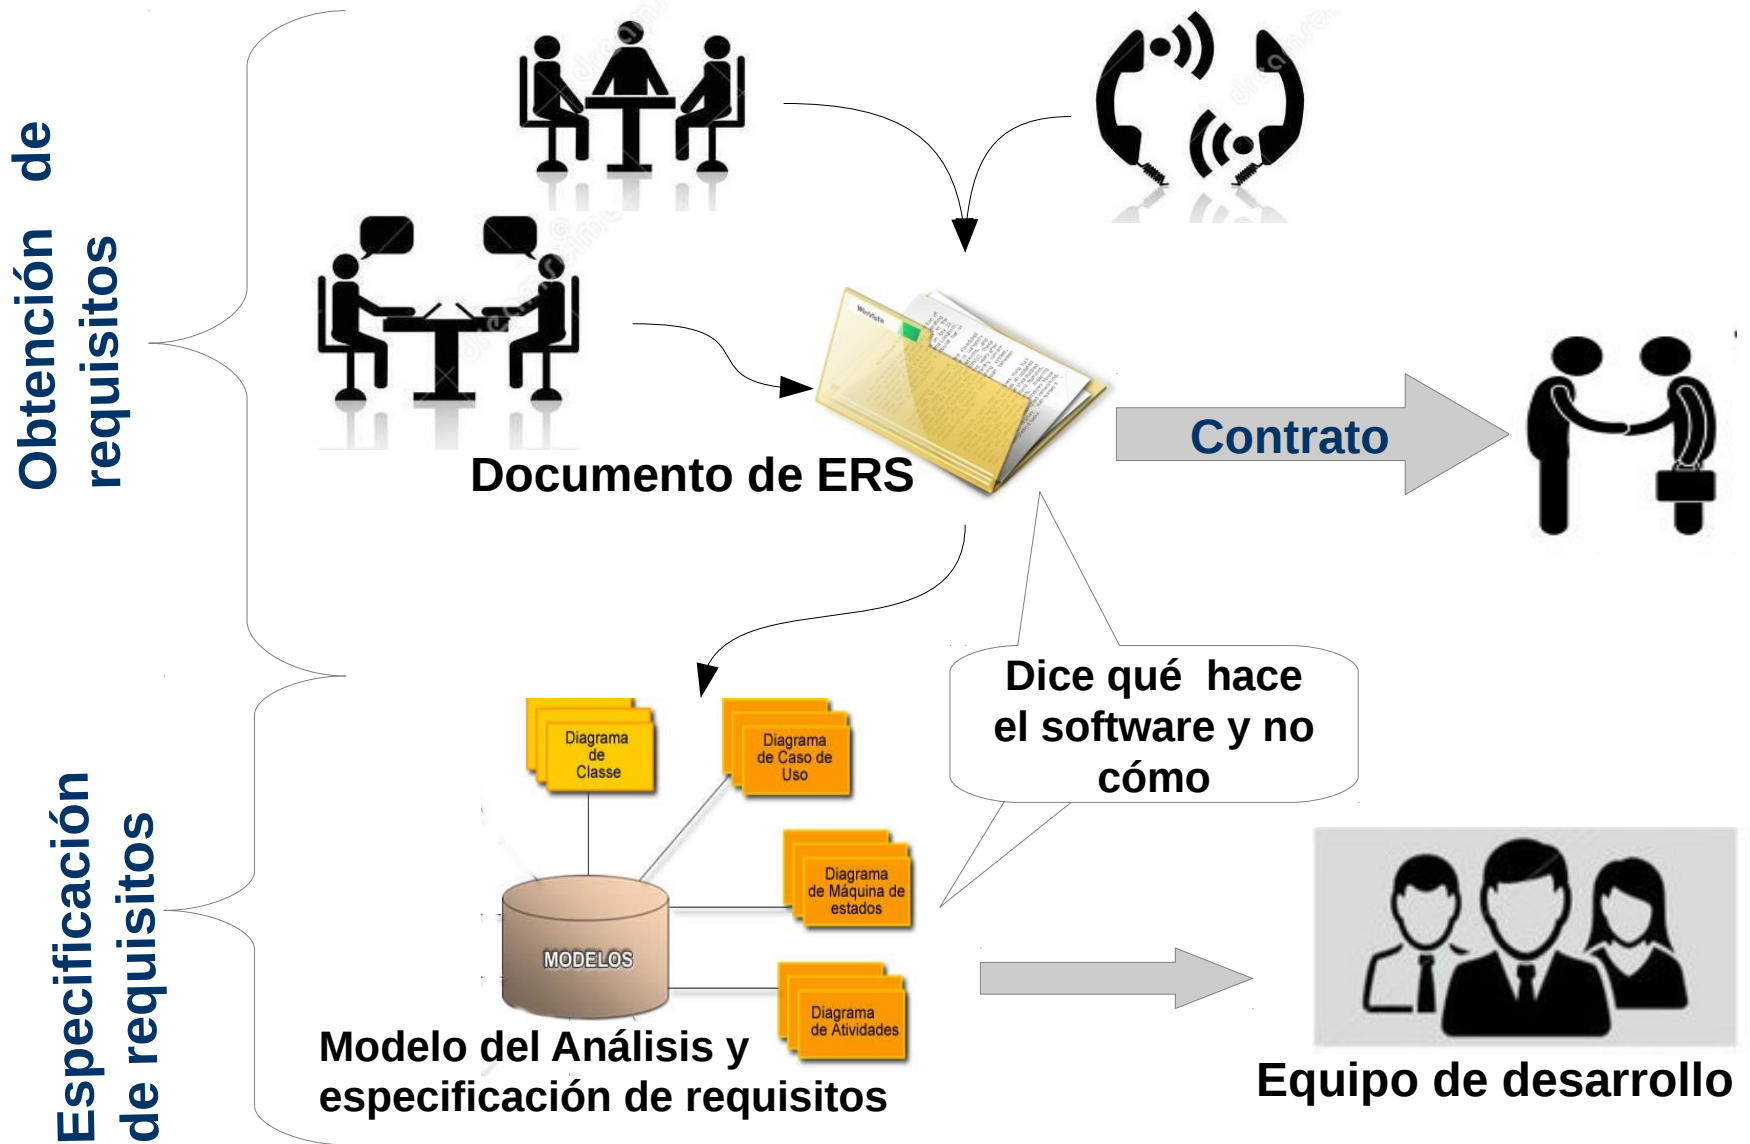 Obtención de
requisitos
WinVista
Documento de ERS
Contrato
Dice qué hace
el software y no
cómo
Especificación
de requisitos
Diagrama
de
Classe
Diagrama
de Caso de
Uso
Diagrama
de Máquina de
estados
MODELOS
Diagrama
de Atividades
Modelo del Análisis y
especificación de requisitos
Equipo de desarrollo